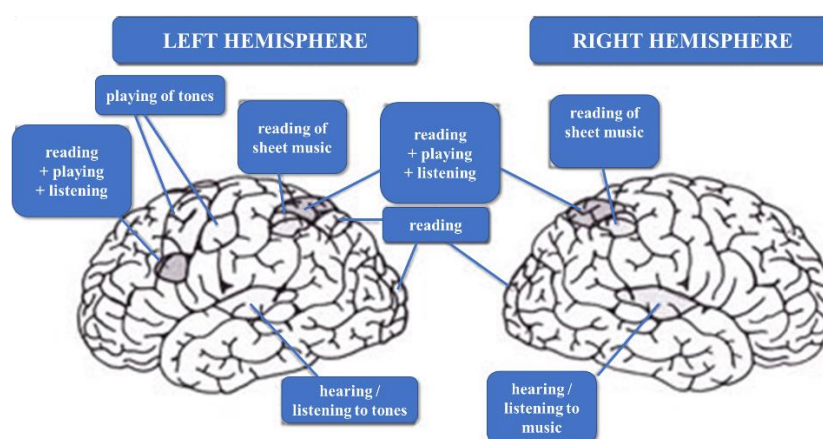 LEFT HEMISPHERE
RIGHT HEMISPHERE
playing of tones
reading
+ playing
+ listening
reading of
sheet music
reading
+ playing
+ listening
reading of
sheet music
reading
hearing /
listening to tones
hearing /
listening to
music